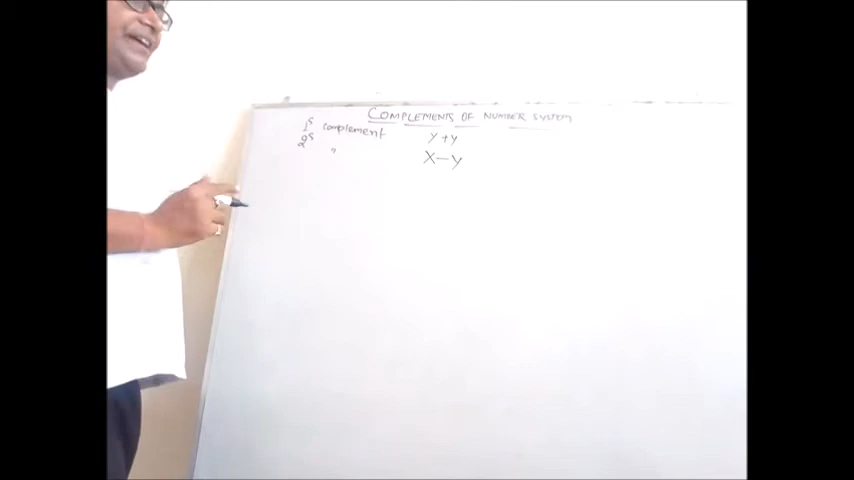 COMPLEMENTS OF NUMBER SYSTEM
1's complement
2's "
Y + Y
X - Y